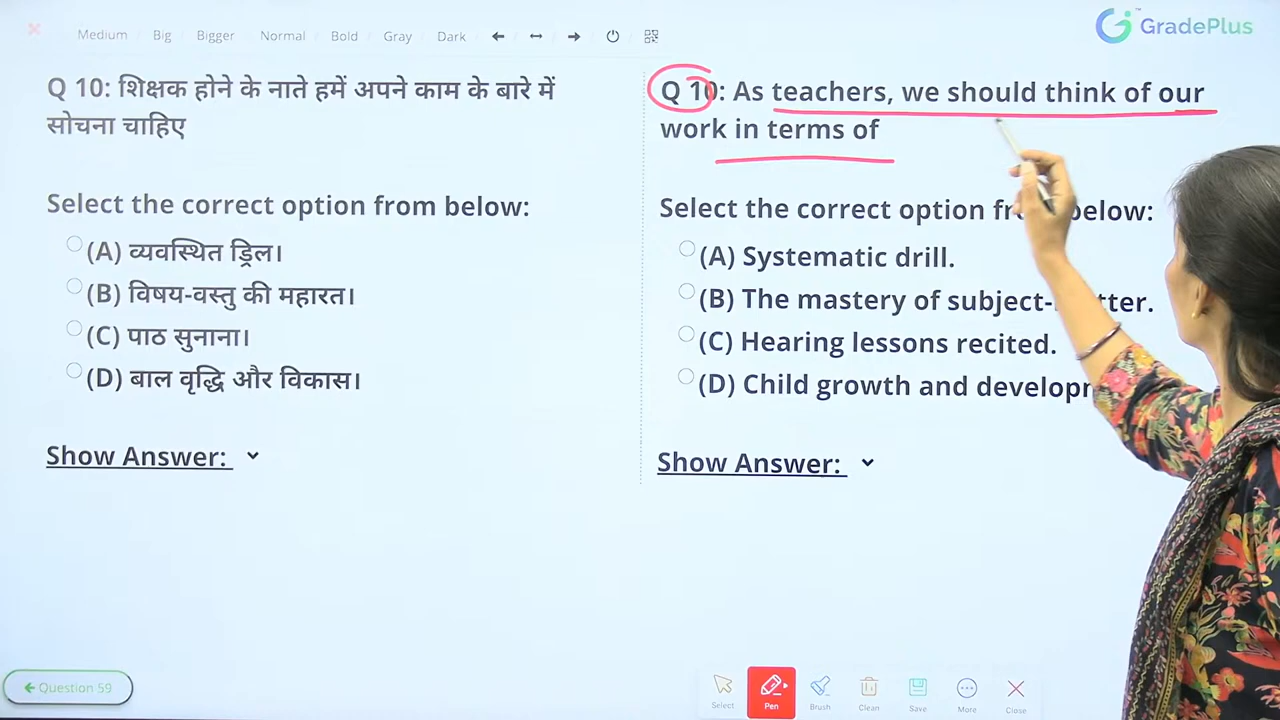 Medium Big Bigger Normal Bold Gray Dark
GradePlus
Q 10: शिक्षक होने के नाते हमें अपने काम के बारे में
सोचना चाहिए
Select the correct option from below:
(A) व्यवस्थित ड्रिल।
(B) विषय-वस्तु की महारत।
(C) पाठ सुनाना।
(D) बाल वृद्धि और विकास।
Show Answer:
Q 10: As teachers, we should think of our
work in terms of
Select the correct option below:
(A) Systematic drill.
(B) The mastery of
(C) Hearing lessons recited.
(D) Child growth and
Show Answer:
Question 59
Select Pen Brush Clean Save More Close